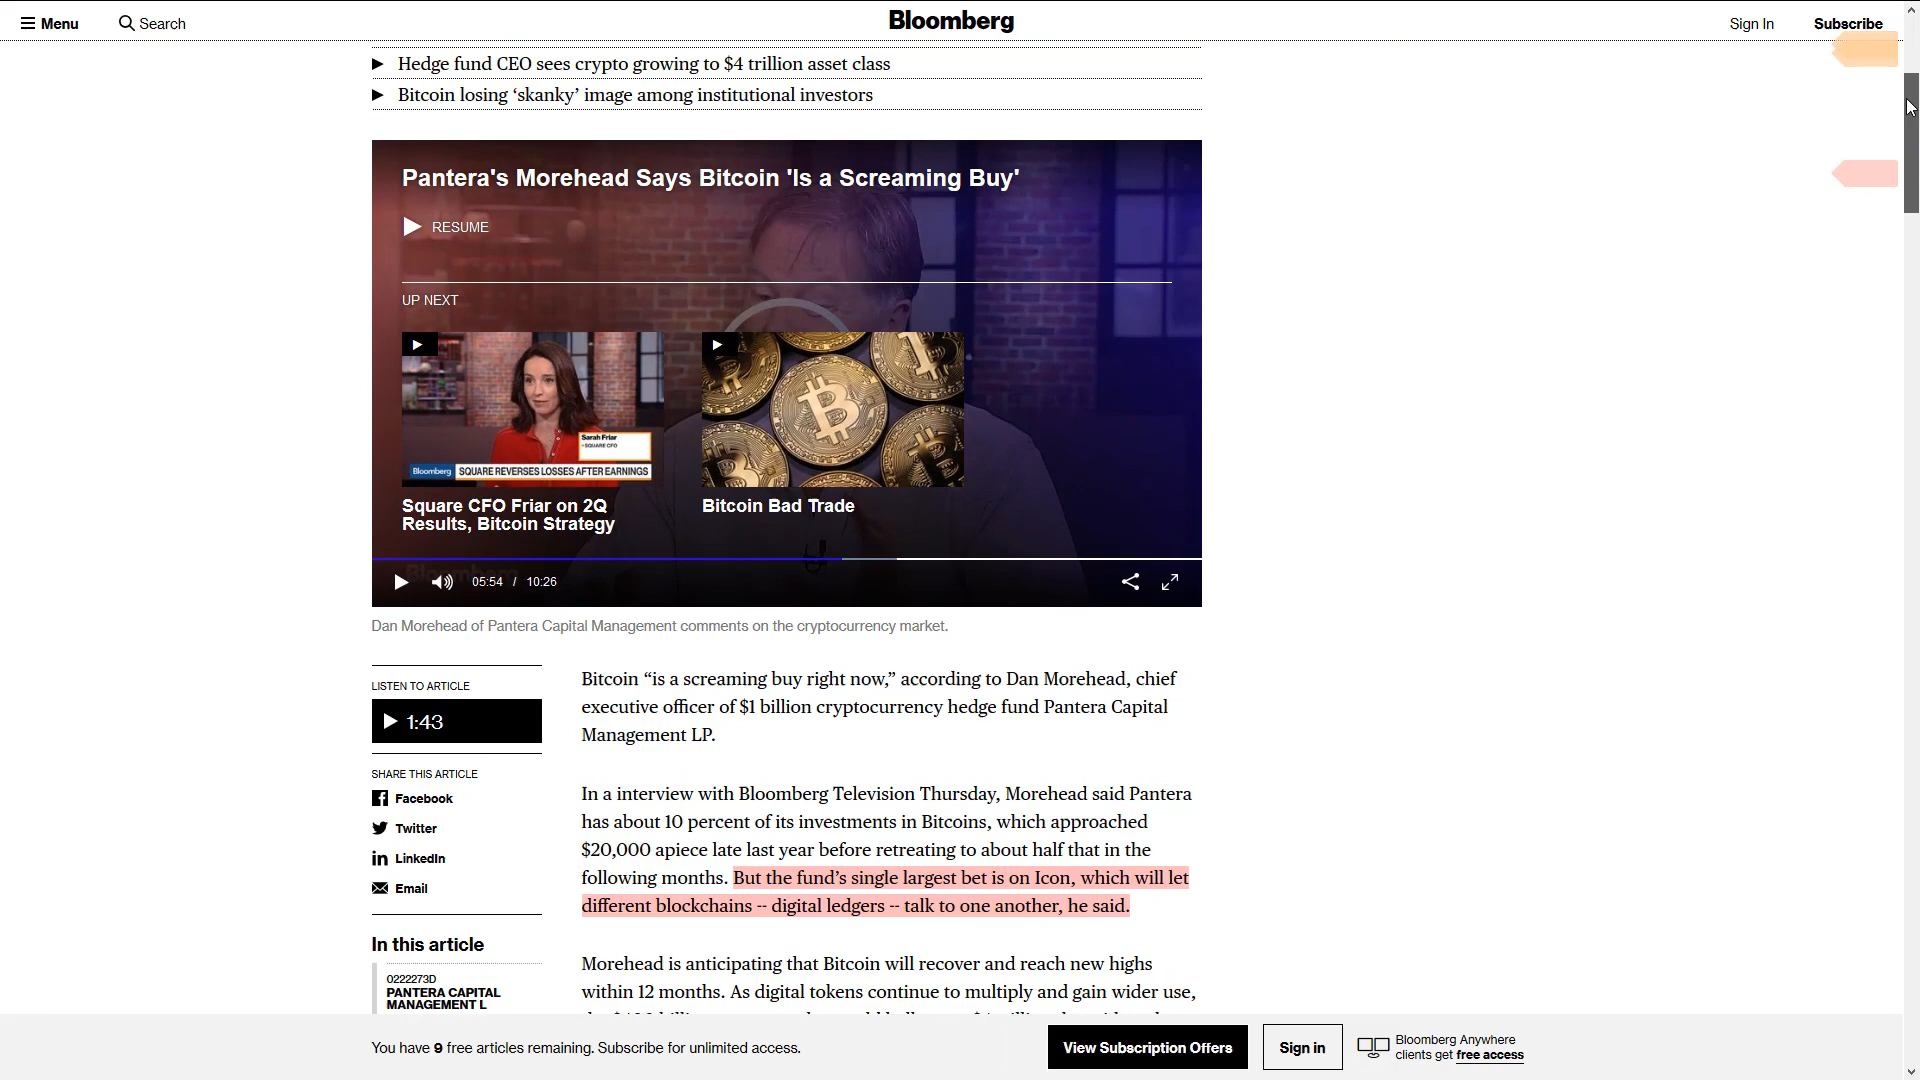 Menu
Search
Bloomberg
Sign In
Subscribe
Hedge fund CEO sees crypto growing to $4 trillion asset class
Bitcoin losing ‘skanky’ image among institutional investors
Pantera's Morehead Says Bitcoin 'Is a Screaming Buy'
RESUME
UP NEXT
Sarah Friar
SQUARE CFO
Bloomberg
SQUARE REVERSES LOSSES AFTER EARNINGS
Square CFO Friar on 2Q
Results, Bitcoin Strategy
Bitcoin Bad Trade
05:54 / 10:26
Dan Morehead of Pantera Capital Management comments on the cryptocurrency market.
LISTEN TO ARTICLE
1:43
SHARE THIS ARTICLE
Facebook
Twitter
LinkedIn
Email
In this article
0222273D
PANTERA CAPITAL
MANAGEMENT L
Bitcoin “is a screaming buy right now,” according to Dan Morehead, chief
executive officer of $1 billion cryptocurrency hedge fund Pantera Capital
Management LP.
In a interview with Bloomberg Television Thursday, Morehead said Pantera
has about 10 percent of its investments in Bitcoins, which approached
$20,000 apiece late last year before retreating to about half that in the
following months. But the fund’s single largest bet is on Icon, which will let
different blockchains -- digital ledgers -- talk to one another, he said.
Morehead is anticipating that Bitcoin will recover and reach new highs
within 12 months. As digital tokens continue to multiply and gain wider use,
You have 9 free articles remaining. Subscribe for unlimited access.
View Subscription Offers
Sign in
Bloomberg Anywhere
clients get free access